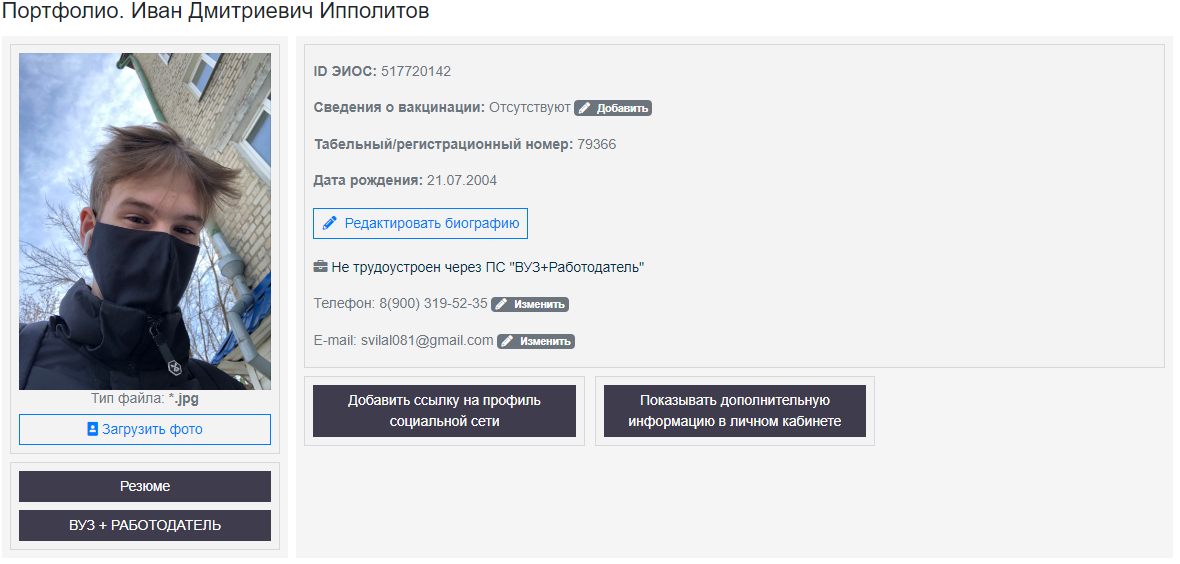 Портфолио. Иван Дмитриевич Ипполитов
Тип файла: *.jpg
Загрузить фото
Резюме
ВУЗ + РАБОТОДАТЕЛЬ
ID ЭИОС: 517720142
Сведения о вакцинации: Отсутствуют Добавить
Табельный/регистрационный номер: 79366
Дата рождения: 21.07.2004
Редактировать биографию
Не трудоустроен через ПС "ВУЗ+Работодатель"
Телефон: 8(900) 319-52-35 Изменить
E-mail: svilal081@gmail.com Изменить
Добавить ссылку на профиль
социальной сети
Показывать дополнительную
информацию в личном кабинете